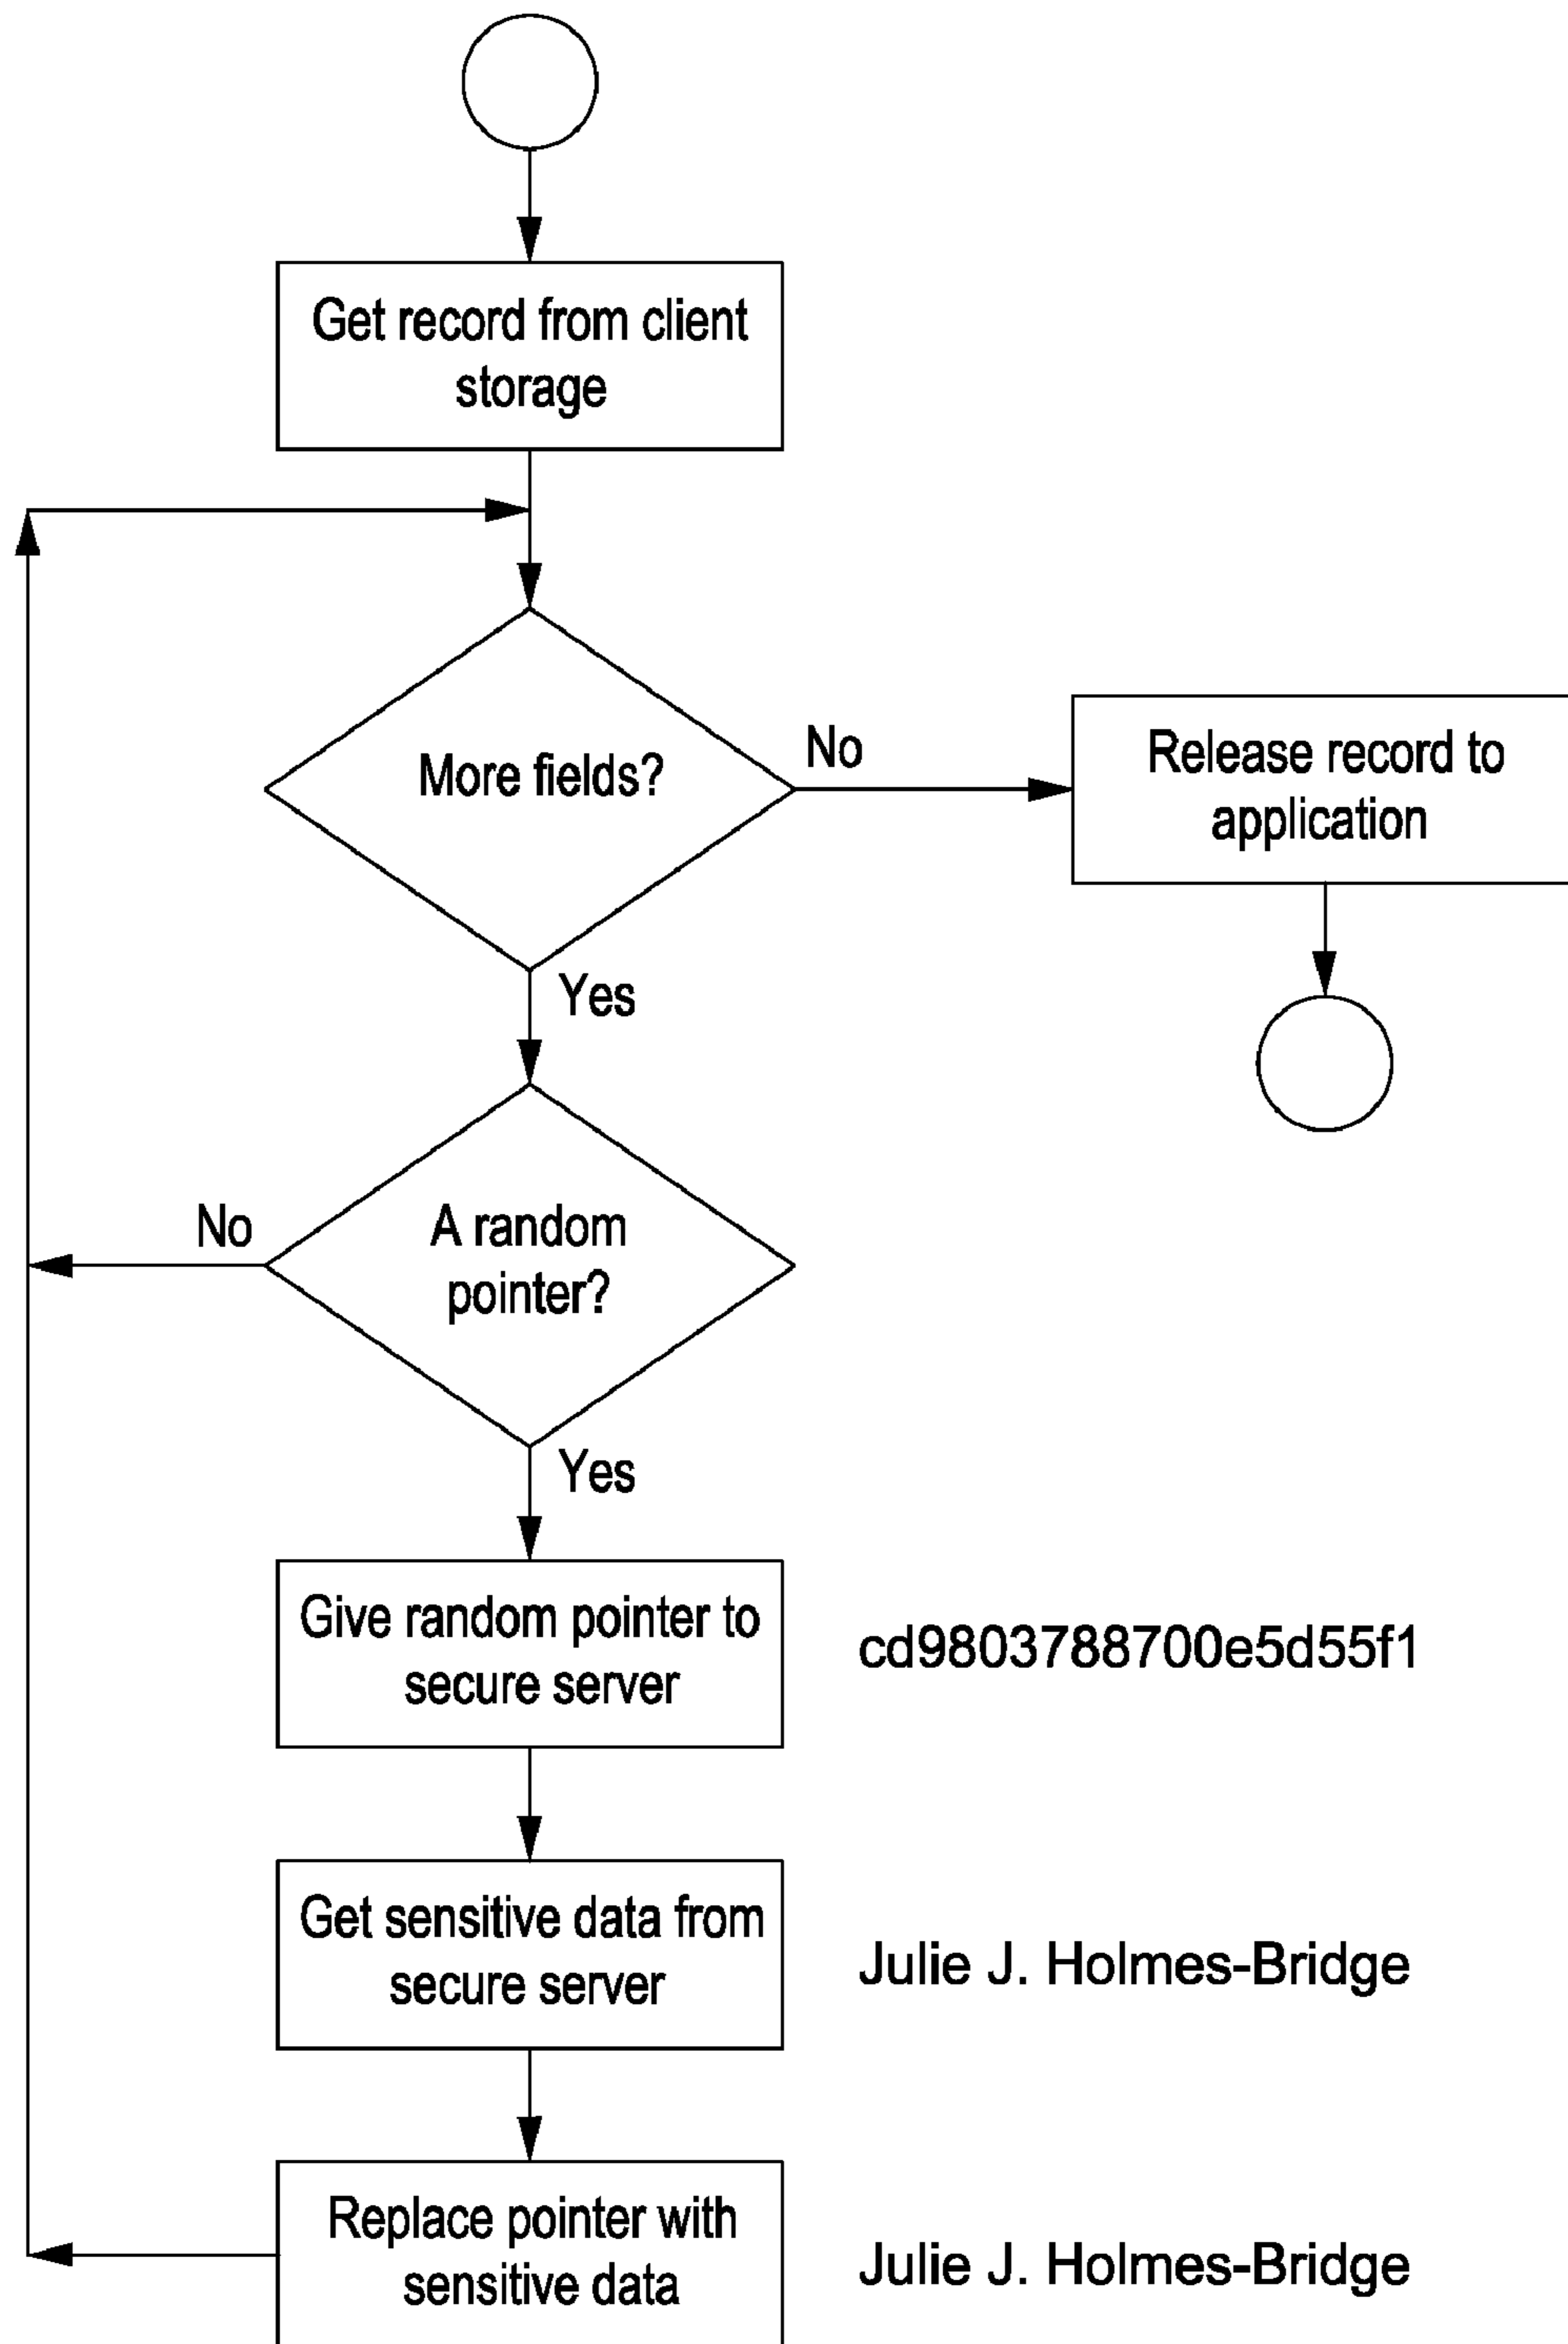 Get record from client
storage
More fields?
No
Release record to
application
Yes
No
A random
pointer?
Yes
Give random pointer to
secure server
cd9803788700e5d55f1
Get sensitive data from
secure server
Julie J. Holmes-Bridge
Replace pointer with
sensitive data
Julie J. Holmes-Bridge